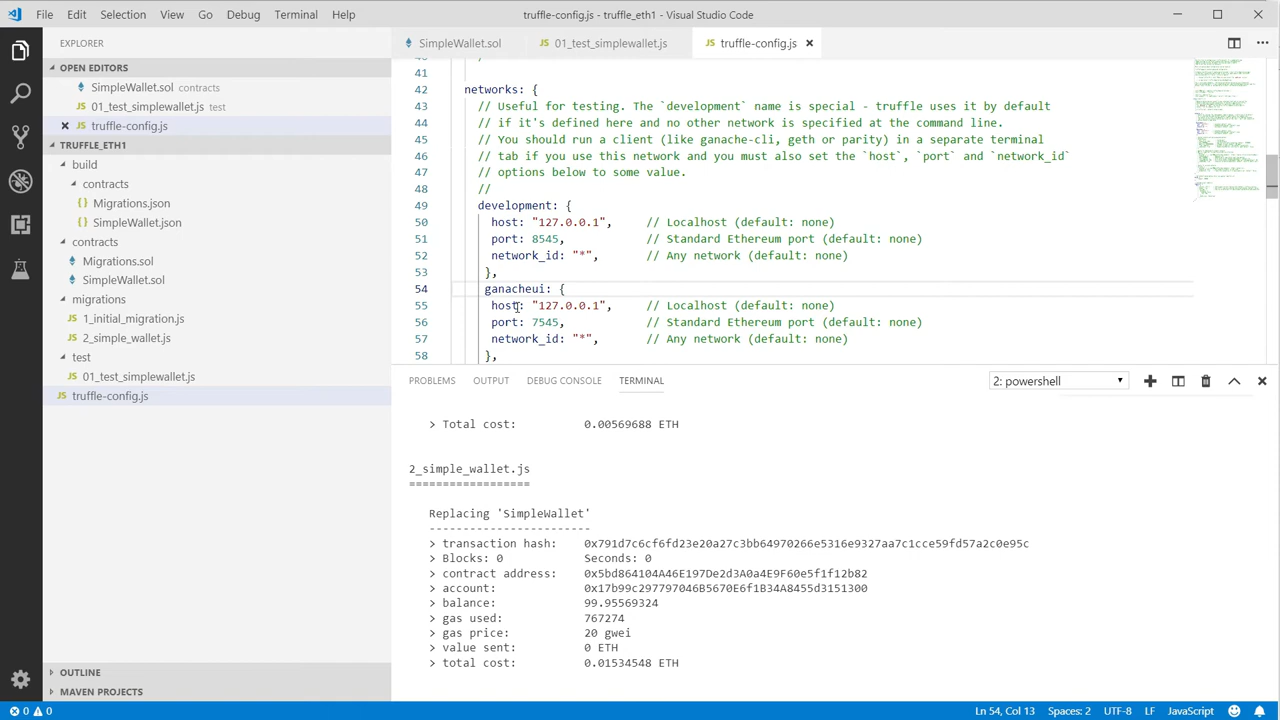 File Edit Selection View Go Debug Terminal Help truffle-config.js - truffle_eth1 - Visual Studio Code
EXPLORER
OPEN EDITORS
SimpleWallet.sol contracts
JS 01_test_simplewallet.js test
JS truffle-config.js
TRUFFLE_ETH1
build
contracts
{} Migrations.json
{} SimpleWallet.json
contracts
Migrations.sol
SimpleWallet.sol
migrations
JS 1_initial_migration.js
JS 2_simple_wallet.js
test
JS 01_test_simplewallet.js
JS truffle-config.js
OUTLINE
MAVEN PROJECTS
SimpleWallet.sol JS 01_test_simplewallet.js JS truffle-config.js
41
42 networks: {
43 // Useful for testing. The `development` name is special - truffle uses it by default
44 // if it's defined here and no other network is specified at the command line.
45 // You should run a client (like ganache-cli, geth or parity) in a separate terminal
46 // tab if you use this network and you must also set the `host`, `port` and `network_id`
47 // options below to some value.
48 //
49 development: {
50 host: "127.0.0.1", // Localhost (default: none)
51 port: 8545, // Standard Ethereum port (default: none)
52 network_id: "*", // Any network (default: none)
53 },
54 ganacheui: {
55 host: "127.0.0.1", // Localhost (default: none)
56 port: 7545, // Standard Ethereum port (default: none)
57 network_id: "*", // Any network (default: none)
58 },
PROBLEMS OUTPUT DEBUG CONSOLE TERMINAL 2: powershell
> Total cost: 0.00569688 ETH
2_simple_wallet.js
==================
Replacing 'SimpleWallet'
------------------------
> transaction hash: 0x791d7c6cf6fd23e20a27c3bb64970266e5316e9327aa7c1cce59fd57a2c0e95c
> Blocks: 0 Seconds: 0
> contract address: 0x5bd864104A46E197De2d3A0a4E9F60e5f1f12b82
> account: 0x17b99c297797046B5670E6f1B34A8455d3151300
> balance: 99.95569324
> gas used: 767274
> gas price: 20 gwei
> value sent: 0 ETH
> total cost: 0.01534548 ETH
0 0 Ln 54, Col 13 Spaces: 2 UTF-8 LF JavaScript